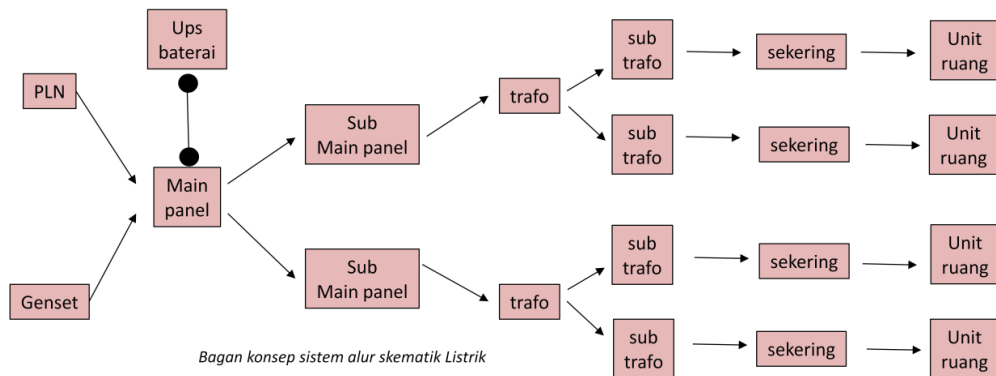 Ups
baterai
PLN
Main
panel
Genset
Sub
Main panel
trafo
sub
trafo
sekering
Unit
ruang
sub
trafo
sekering
Unit
ruang
Sub
Main panel
trafo
sub
trafo
sekering
Unit
ruang
sub
trafo
sekering
Unit
ruang
Bagan konsep sistem alur skematik Listrik